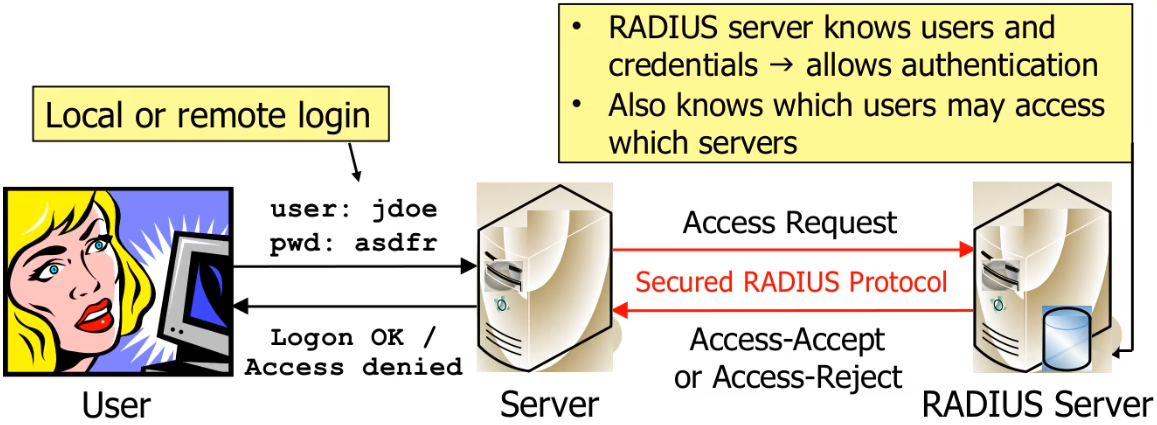 • RADIUS server knows users and
credentials → allows authentication
• Also knows which users may access
which servers
Local or remote login
user: jdoe
pwd: asdfr
Access Request
Secured RADIUS Protocol
Logon OK /
Access denied
Access-Accept
or Access-Reject
User
Server
RADIUS Server